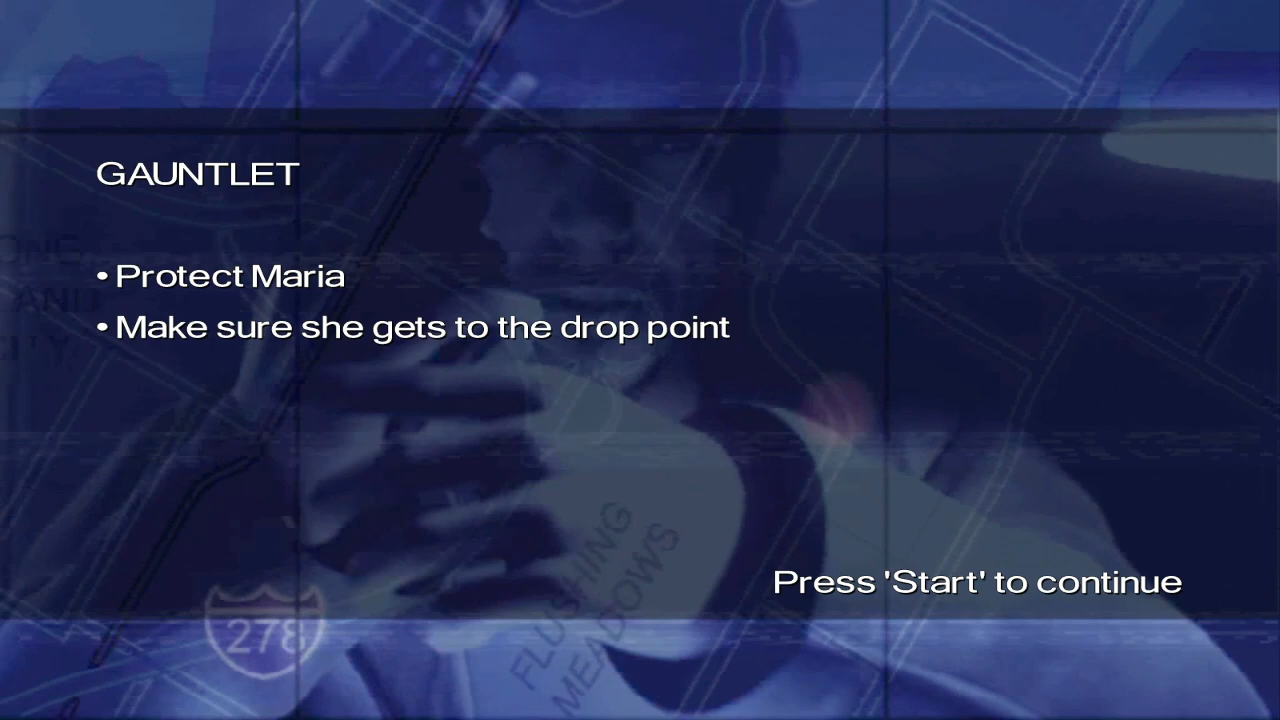 GAUNTLET
• Protect Maria
• Make sure she gets to the drop point
Press 'Start' to continue
278
FLUSHING
MEADOWS